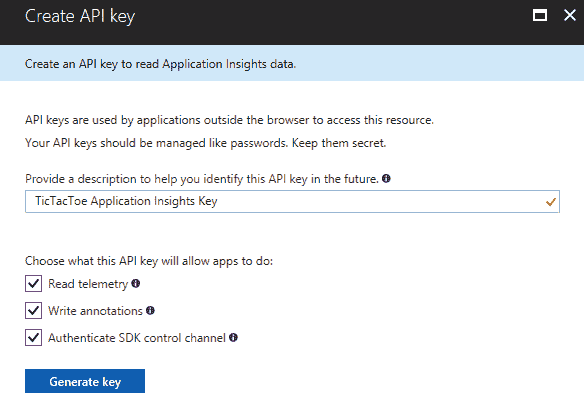 Create API key
Create an API key to read Application Insights data.
API keys are used by applications outside the browser to access this resource.
Your API keys should be managed like passwords. Keep them secret.
Provide a description to help you identify this API key in the future.
TicTacToe Application Insights Key
Choose what this API key will allow apps to do:
Read telemetry
Write annotations
Authenticate SDK control channel
Generate key